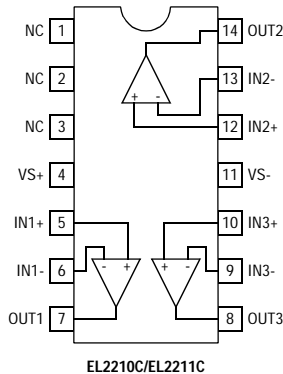 NC 1 14 OUT2
NC 2 13 IN2-
NC 3 12 IN2+
+ -
VS+ 4 11 VS-
IN1+ 5 10 IN3+
IN1- 6 9 IN3-
- + + -
OUT1 7 8 OUT3
EL2210C/EL2211C